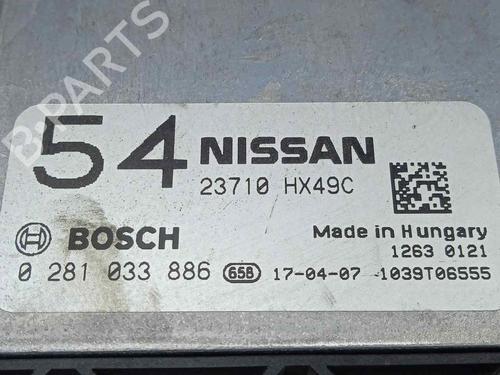 B-PARTS
54 NISSAN
23710 HX49C
BOSCH
Made in Hungary
1263 0121
0 281 033 886 658 17-04-07 1039T06555